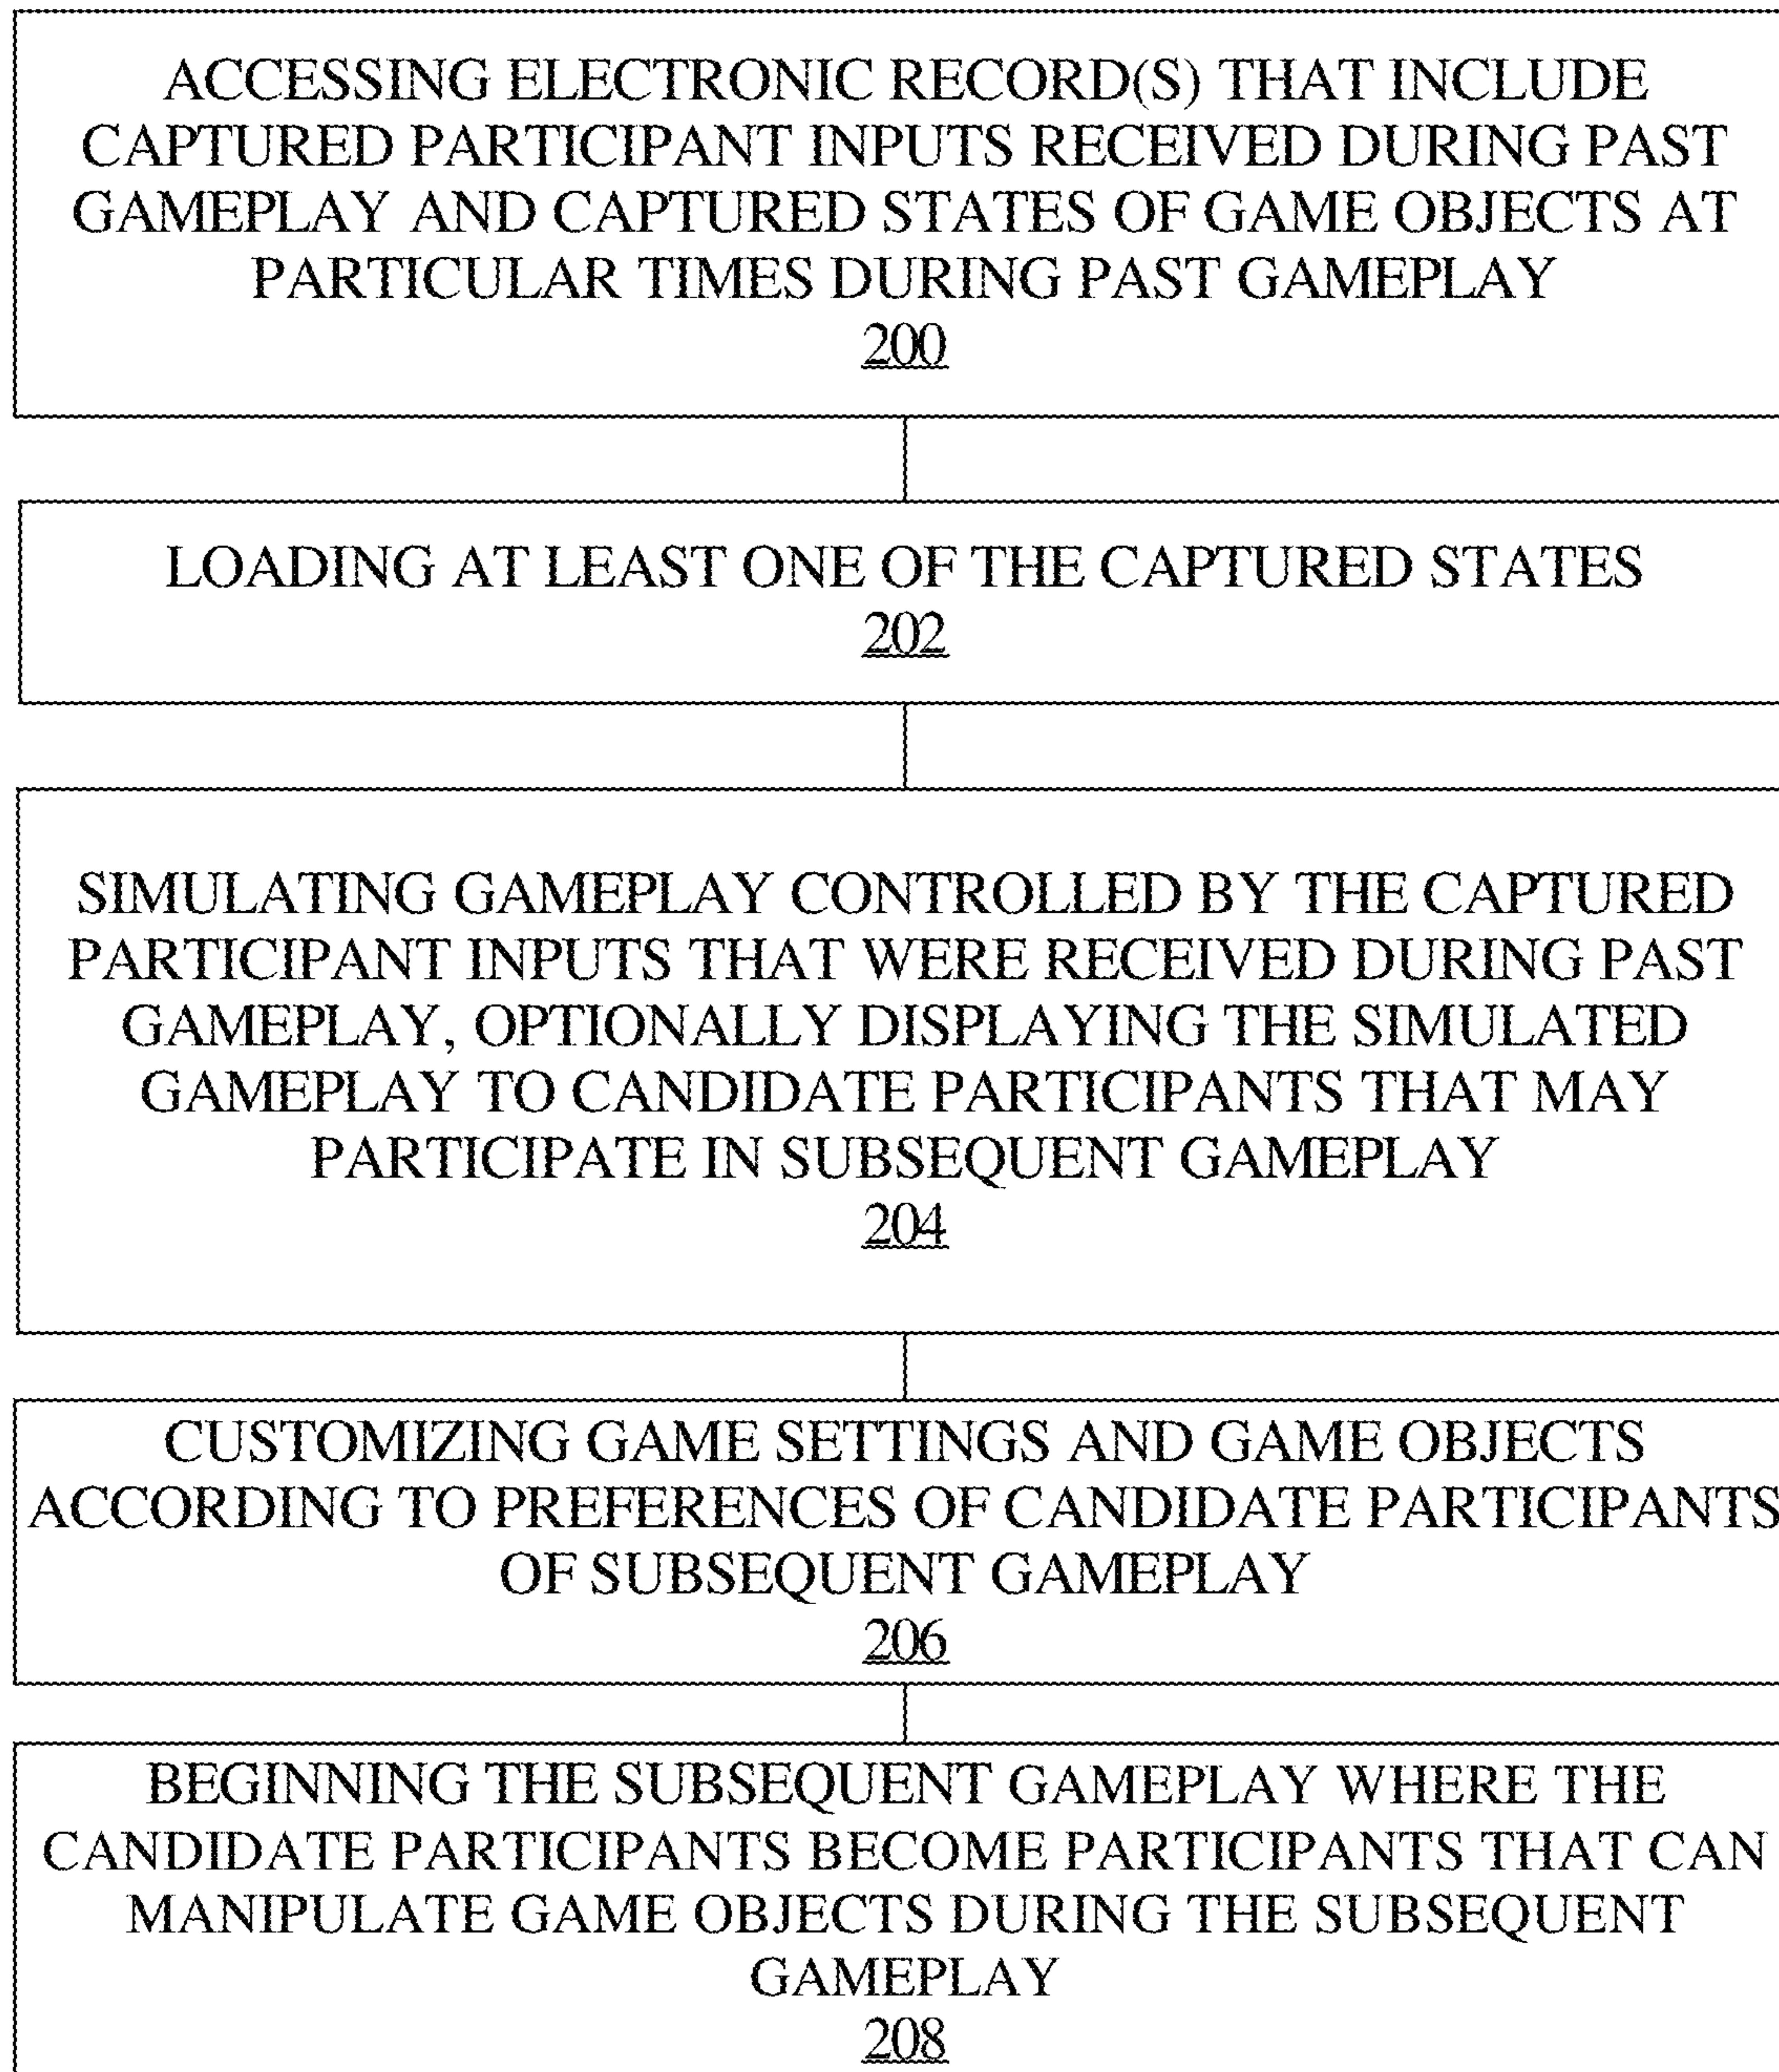 ACCESSING ELECTRONIC RECORD(S) THAT INCLUDE
CAPTURED PARTICIPANT INPUTS RECEIVED DURING PAST
GAMEPLAY AND CAPTURED STATES OF GAME OBJECTS AT
PARTICULAR TIMES DURING PAST GAMEPLAY
200
LOADING AT LEAST ONE OF THE CAPTURED STATES
202
SIMULATING GAMEPLAY CONTROLLED BY THE CAPTURED
PARTICIPANT INPUTS THAT WERE RECEIVED DURING PAST
GAMEPLAY, OPTIONALLY DISPLAYING THE SIMULATED
GAMEPLAY TO CANDIDATE PARTICIPANTS THAT MAY
PARTICIPATE IN SUBSEQUENT GAMEPLAY
204
CUSTOMIZING GAME SETTINGS AND GAME OBJECTS
ACCORDING TO PREFERENCES OF CANDIDATE PARTICIPANTS
OF SUBSEQUENT GAMEPLAY
206
BEGINNING THE SUBSEQUENT GAMEPLAY WHERE THE
CANDIDATE PARTICIPANTS BECOME PARTICIPANTS THAT CAN
MANIPULATE GAME OBJECTS DURING THE SUBSEQUENT
GAMEPLAY
208